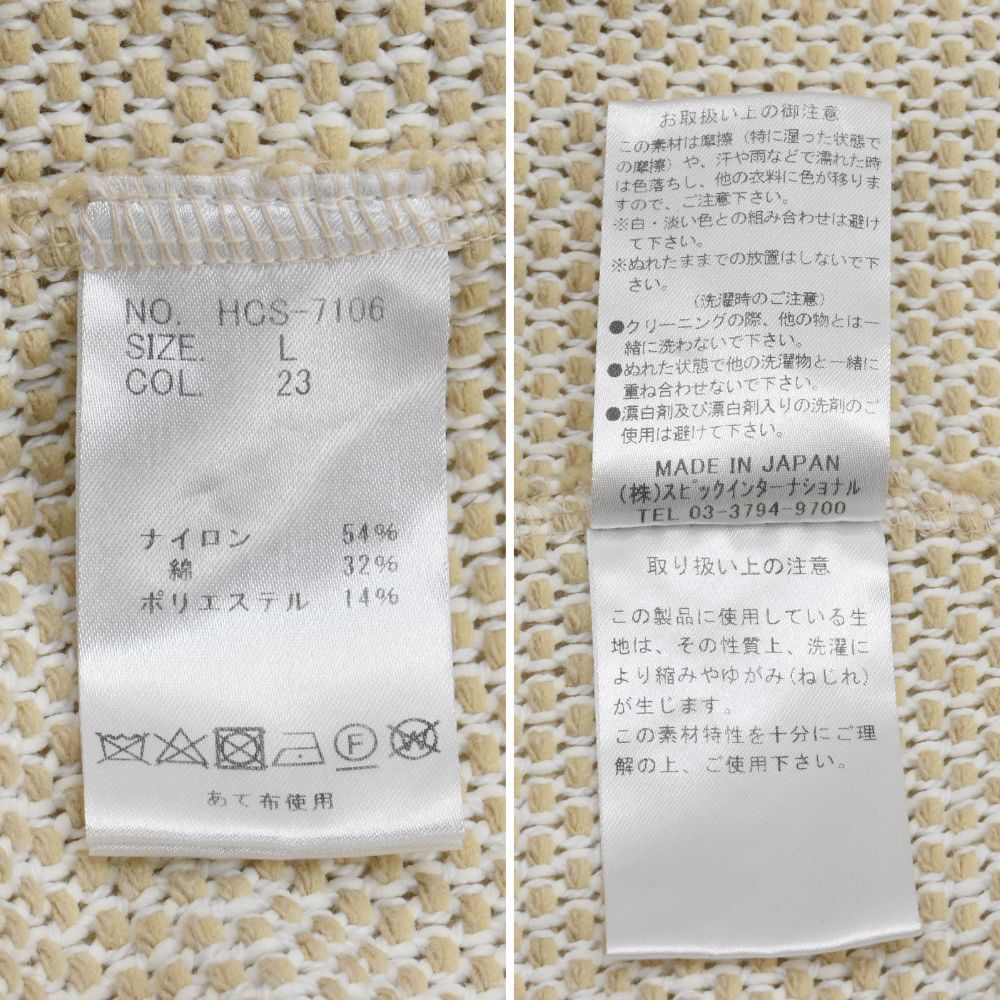 NO. HCS-7106
SIZE. L
COL. 23
ナイロン 54%
綿 32%
ポリエステル 14%
F
W
あて布使用
お取扱い上の御注意
この素材は摩擦（特に湿った状態で
の摩擦）や、汗や雨などで濡れた時
は色落ちし、他の衣料に色が移りま
すので、ご注意下さい。
※白・淡い色との組み合わせは避け
て下さい。
※ぬれたままでの放置はしないで下
さい。
（洗濯時のご注意）
●クリーニングの際、他の物とは一
緒に洗わないで下さい。
●ぬれた状態で他の洗濯物と一緒に
重ね合わせないで下さい。
●漂白剤及び漂白剤入りの洗剤のご
使用は避けて下さい。
MADE IN JAPAN
(株)スピックインターナショナル
TEL 03-3794-9700
取り扱い上の注意
この製品に使用している生
地は、その性質上、洗濯に
より縮みやゆがみ(ねじれ)
が生じます。
この素材特性を十分にご理
解の上、ご使用下さい。